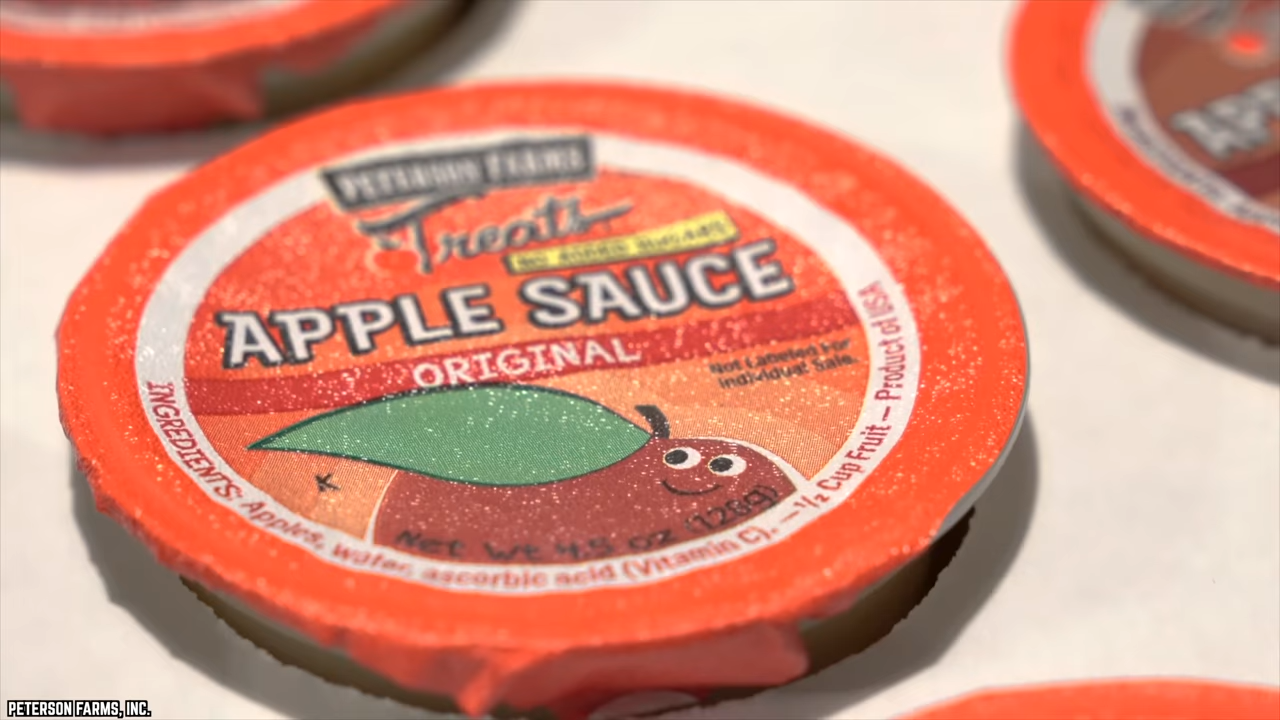 PETERSON FARMS
Treats
NO ADDED SUGARS
APPLE SAUCE
ORIGINAL
Not Labeled For
Individual Sale.
K
Net Wt 4.5 oz (128g)
INGREDIENTS: Apples, water, ascorbic acid (Vitamin C). — 1/2 Cup Fruit — Product of USA
PETERSON FARMS, INC.